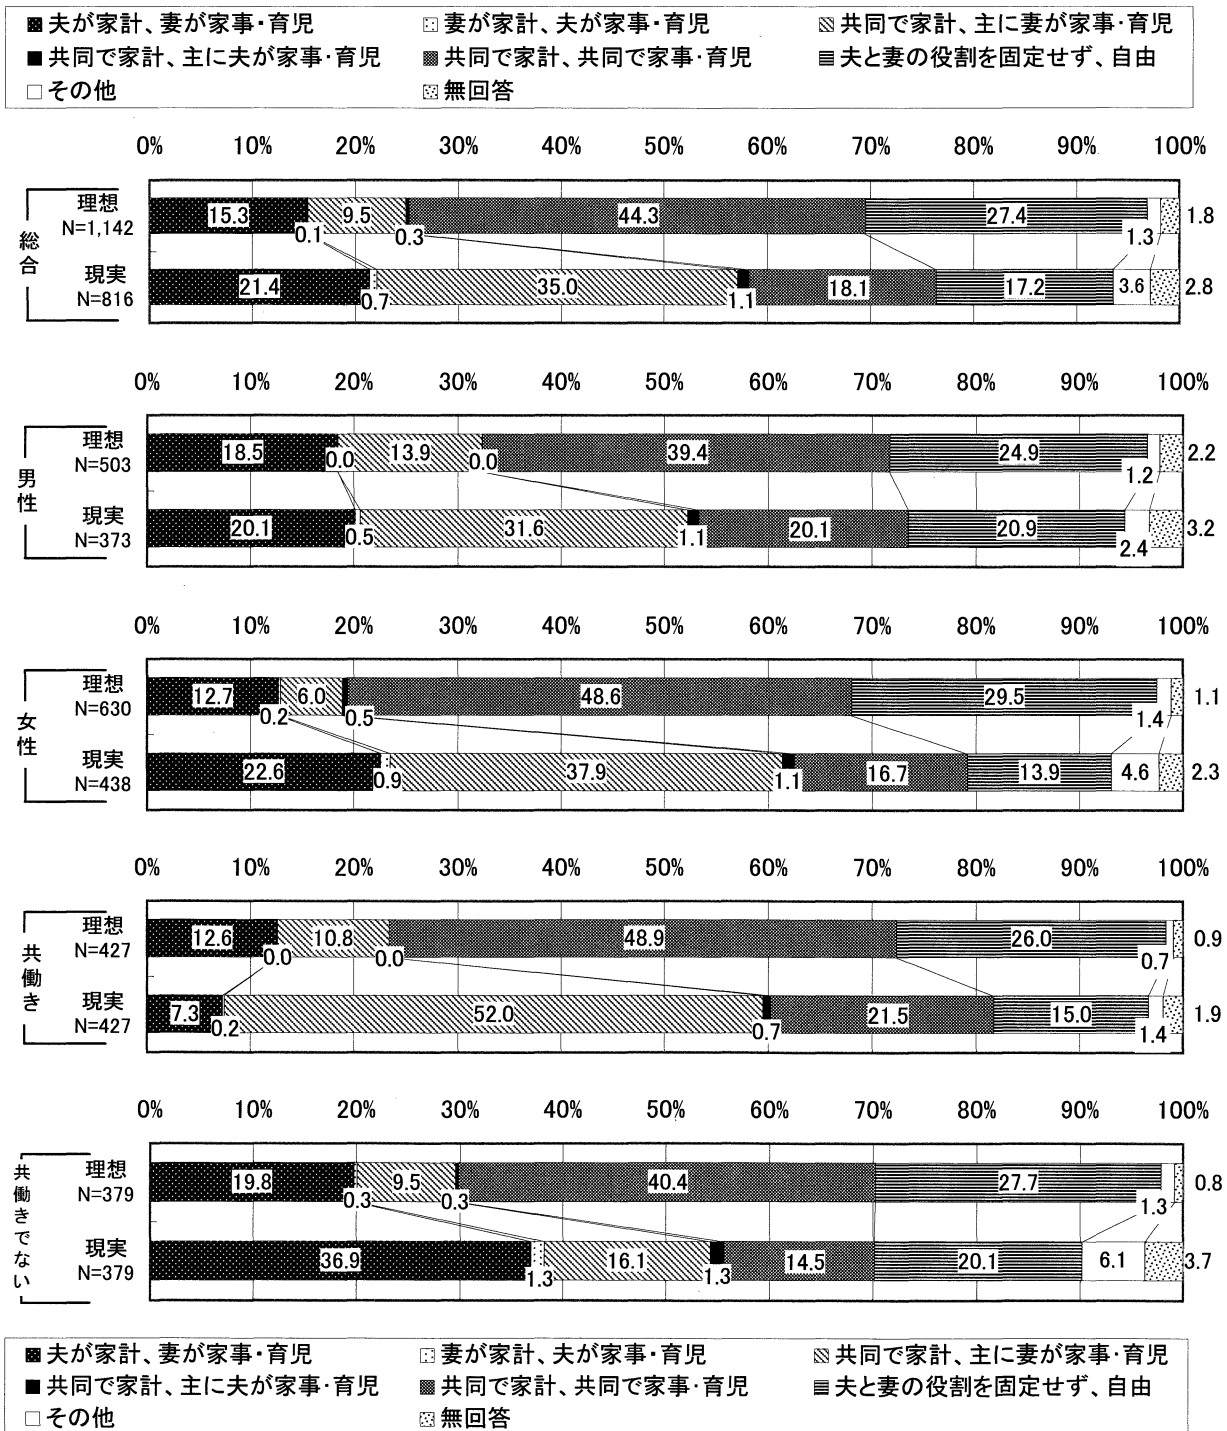 夫が家計、妻が家事・育児 妻が家計、夫が家事・育児 共同で家計、主に妻が家事・育児
共同で家計、主に夫が家事・育児 共同で家計、共同で家事・育児 夫と妻の役割を固定せず、自由
その他 無回答
0% 10% 20% 30% 40% 50% 60% 70% 80% 90% 100%
総合
理想 N=1,142
15.3 0.1 9.5 0.3 44.3 27.4 1.3 1.8
現実 N=816
21.4 0.7 35.0 1.1 18.1 17.2 3.6 2.8
0% 10% 20% 30% 40% 50% 60% 70% 80% 90% 100%
男性
理想 N=503
18.5 0.0 13.9 0.0 39.4 24.9 1.2 2.2
現実 N=373
20.1 0.5 31.6 1.1 20.1 20.9 2.4 3.2
0% 10% 20% 30% 40% 50% 60% 70% 80% 90% 100%
女性
理想 N=630
12.7 0.2 6.0 0.5 48.6 29.5 1.4 1.1
現実 N=438
22.6 0.9 37.9 1.1 16.7 13.9 4.6 2.3
0% 10% 20% 30% 40% 50% 60% 70% 80% 90% 100%
共働き
理想 N=427
12.6 0.0 10.8 0.0 48.9 26.0 0.7 0.9
現実 N=427
7.3 0.2 52.0 0.7 21.5 15.0 1.4 1.9
0% 10% 20% 30% 40% 50% 60% 70% 80% 90% 100%
共働きでない
理想 N=379
19.8 0.3 9.5 0.3 40.4 27.7 1.3 0.8
現実 N=379
36.9 1.3 16.1 1.3 14.5 20.1 6.1 3.7
夫が家計、妻が家事・育児 妻が家計、夫が家事・育児 共同で家計、主に妻が家事・育児
共同で家計、主に夫が家事・育児 共同で家計、共同で家事・育児 夫と妻の役割を固定せず、自由
その他 無回答